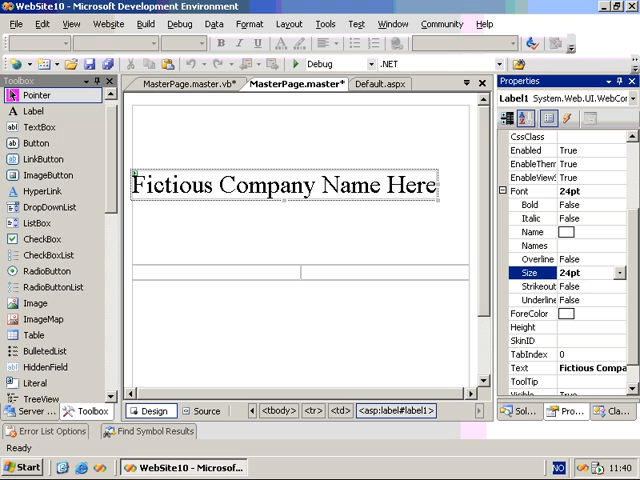 WebSite10 - Microsoft Development Environment
File Edit View Website Build Debug Data Format Layout Tools Test Window Community Help
B I U
Debug .NET
Toolbox
Pointer
Label
TextBox
Button
LinkButton
ImageButton
HyperLink
DropDownList
ListBox
CheckBox
CheckBoxList
RadioButton
RadioButtonList
Image
ImageMap
Table
BulletedList
HiddenField
Literal
TreeView
Server ... Toolbox
MasterPage.master.vb* MasterPage.master* Default.aspx
Fictious Company Name Here
Design Source <tbody> <tr> <td> <asp:label#label1>
Properties
Label1 System.Web.UI.WebCon
CssClass
Enabled True
EnableThem True
EnableViewS True
Font 24pt
Bold False
Italic False
Name
Names
Overline False
Size 24pt
Strikeout False
Underline False
ForeColor
Height
SkinID
TabIndex 0
Text Fictious Compa
ToolTip
Visible True
Sol... Pro... Cla...
Error List Options Find Symbol Results
Ready
Start WebSite10 - Microsof... NO 11:40